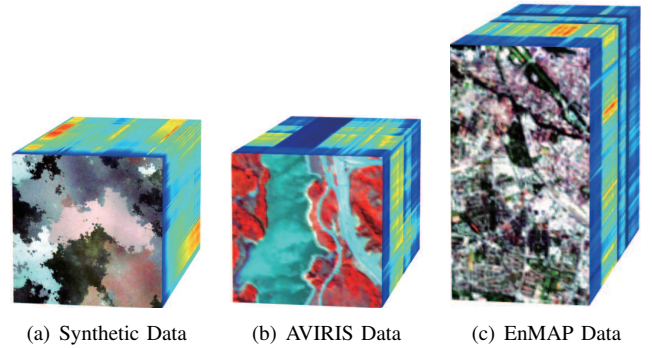 (a) Synthetic Data
(b) AVIRIS Data
(c) EnMAP Data